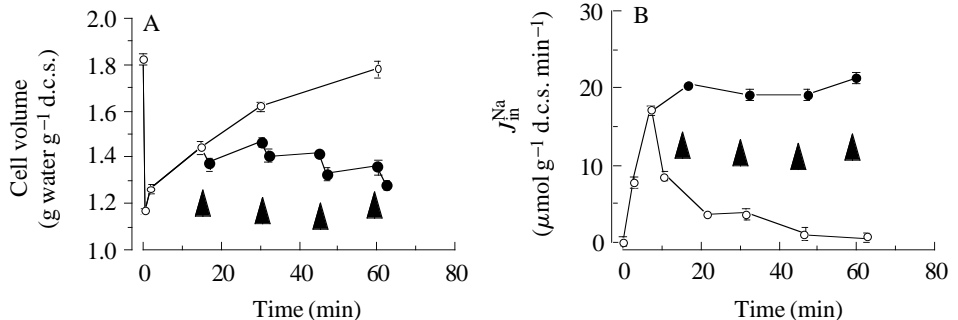 A
2.0
1.8
1.6
1.4
1.2
1.0
Cell volume
(g water g⁻¹ d.c.s.)
0
20
40
60
80
Time (min)
B
30
20
10
0
J_in^Na
(μmol g⁻¹ d.c.s. min⁻¹)
0
20
40
60
80
Time (min)